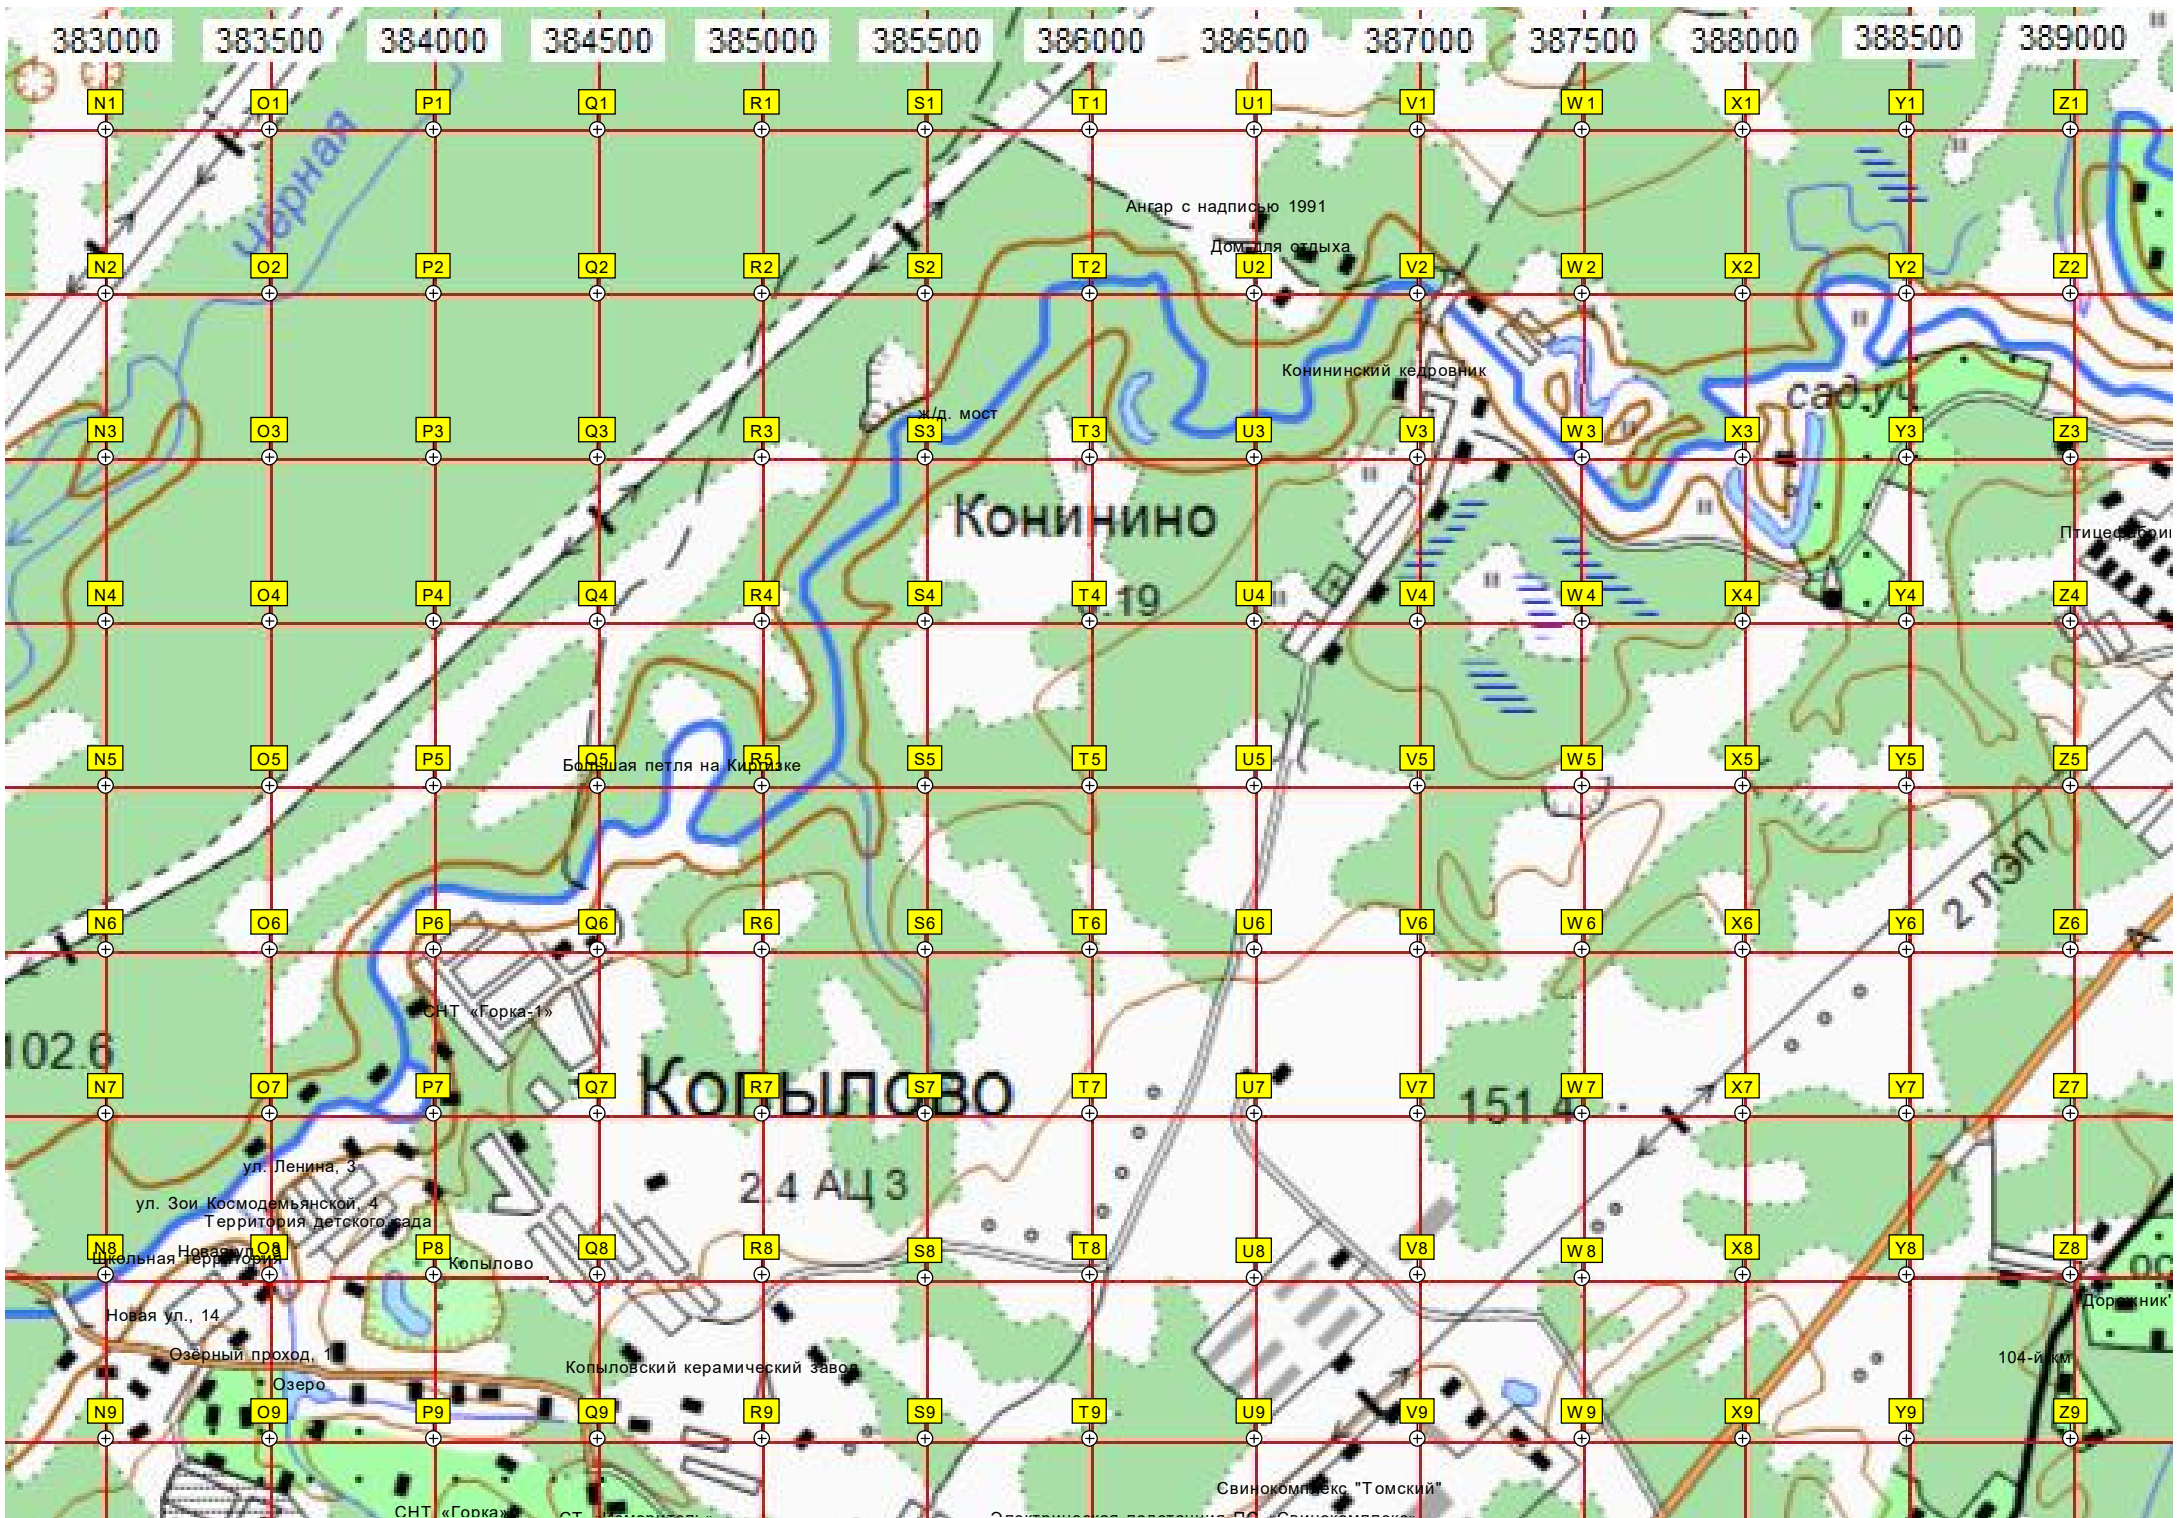 383000 383500 384000 384500 385000 385500 386000 386500 387000 387500 388000 388500 389000
N1 O1 P1 Q1 R1 S1 T1 U1 V1 W1 X1 Y1 Z1
Чёрная
Ангар с надписью 1991
Дом для отдыха
N2 O2 P2 Q2 R2 S2 T2 U2 V2 W2 X2 Y2 Z2
Конининский кедровник
сад.уч
ж/д. мост
N3 O3 P3 Q3 R3 S3 T3 U3 V3 W3 X3 Y3 Z3
Конинино
N4 O4 P4 Q4 R4 S4 T4 U4 V4 W4 X4 Y4 Z4
N5 O5 P5 Q5 R5 S5 T5 U5 V5 W5 X5 Y5 Z5
Большая петля на Киргизке
2 ЛЭП
N6 O6 P6 Q6 R6 S6 T6 U6 V6 W6 X6 Y6 Z6
СНТ «Горка-1»
102.6
N7 O7 P7 Q7 R7 S7 T7 U7 V7 W7 X7 Y7 Z7
Копылово
151.4
ул. Ленина, 3
2.4 АЦ 3
ул. Зои Космодемьянской, 4
Территория детского сада
N8 O8 P8 Q8 R8 S8 T8 U8 V8 W8 X8 Y8 Z8
Школьная территория
Копылово
Новая ул., 14
Озёрный проход, 1
104-й км
Копыловский керамический завод
Озеро
N9 O9 P9 Q9 R9 S9 T9 U9 V9 W9 X9 Y9 Z9
Свинокомплекс "Томский"
СНТ «Горка»